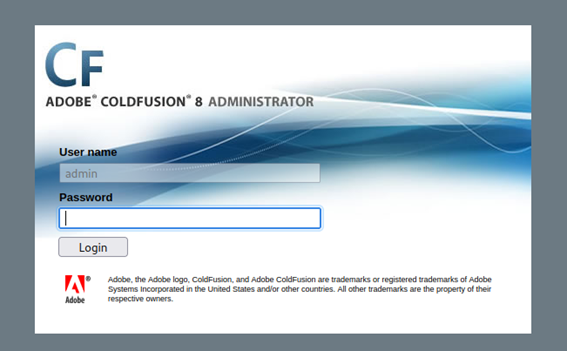 CF
ADOBE® COLDFUSION® 8 ADMINISTRATOR
User name
admin
Password
Login
Adobe
Adobe, the Adobe logo, ColdFusion, and Adobe ColdFusion are trademarks or registered trademarks of Adobe
Systems Incorporated in the United States and/or other countries. All other trademarks are the property of their
respective owners.